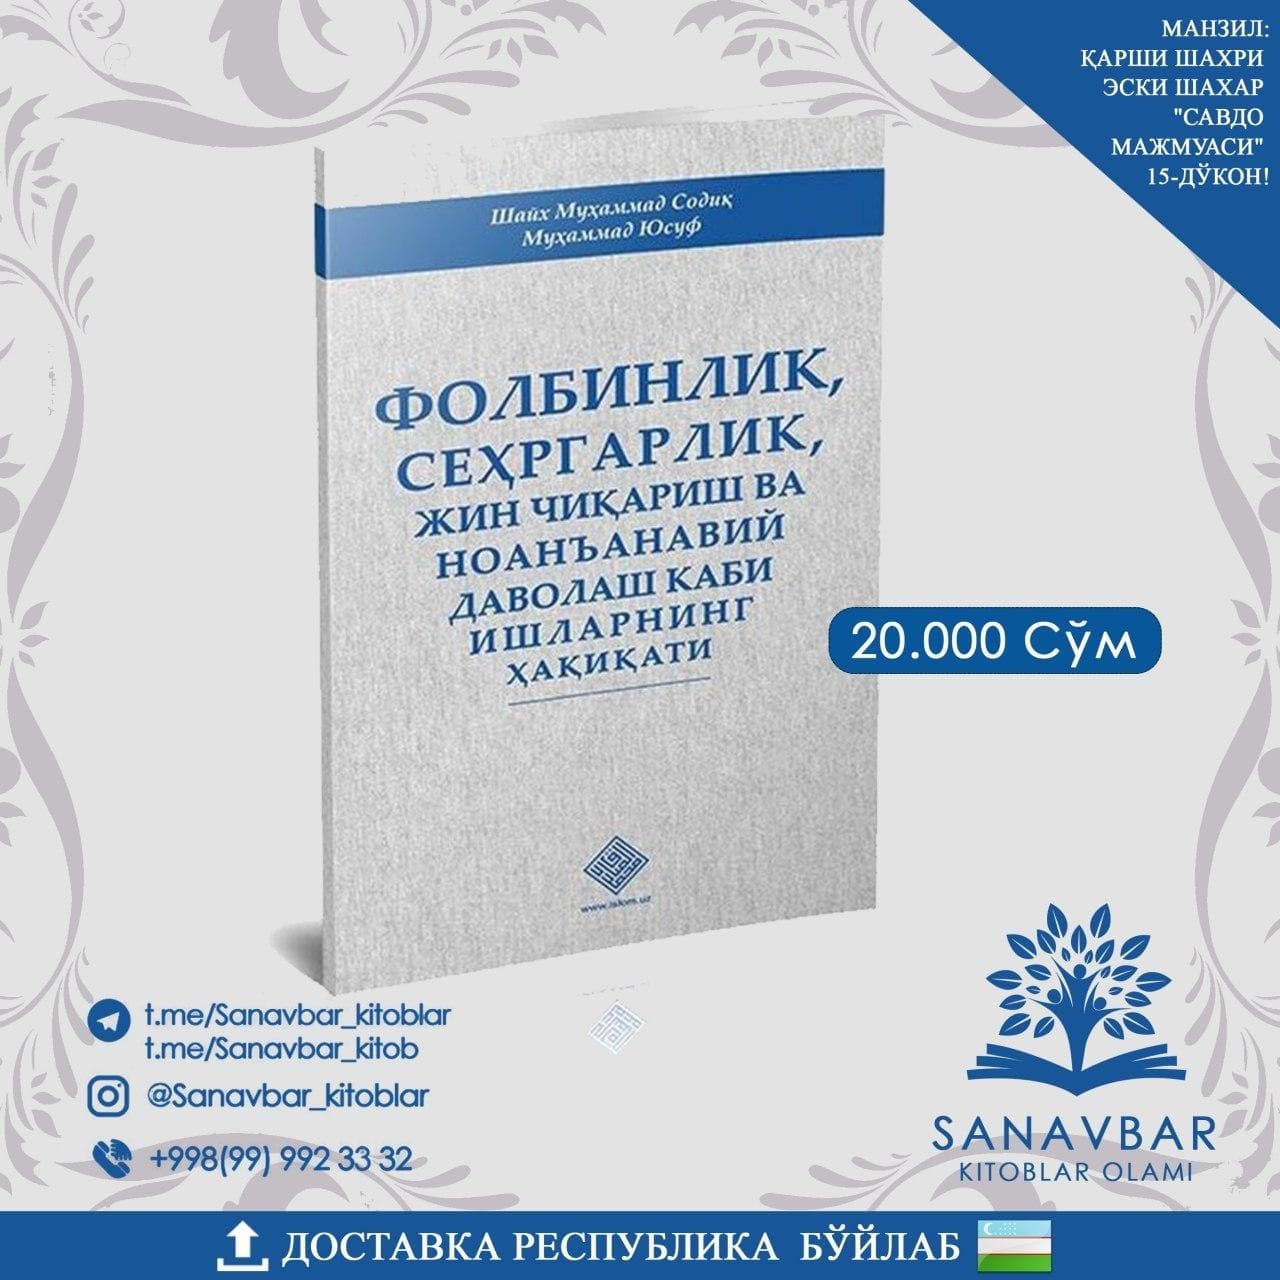 МАНЗИЛ:
ҚАРШИ ШАХРИ
ЭСКИ ШАХАР
"САВДО
МАЖМУАСИ"
15-ДЎКОН!
Шайх Муҳаммад Содиқ
Муҳаммад Юсуф
ФОЛБИНЛИК,
СЕҲРГАРЛИК,
ЖИН ЧИҚАРИШ ВА
НОАНЪАНАВИЙ
ДАВОЛАШ КАБИ
ИШЛАРНИНГ
ҲАҚИҚАТИ
20.000 Сўм
www.islom.uz
t.me/Sanavbar_kitoblar
t.me/Sanavbar_kitob
@Sanavbar_kitoblar
+998(99) 992 33 32
SANAVBAR
KITOBLAR OLAMI
ДОСТАВКА РЕСПУБЛИКА БЎЙЛАБ